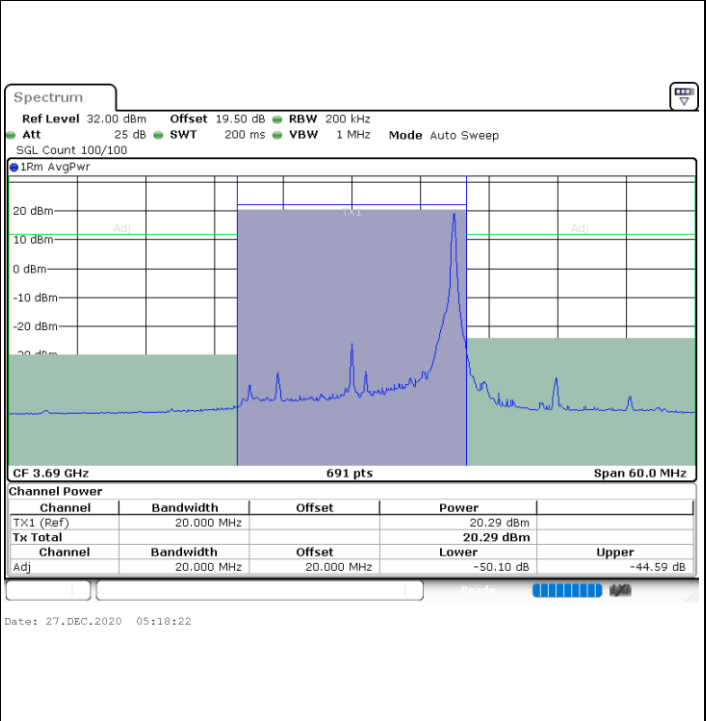 Spectrum
Ref Level 32.00 dBm Offset 19.50 dB RBW 200 kHz
Att 25 dB SWT 200 ms VBW 1 MHz Mode Auto Sweep
SGL Count 100/100
1Rm AvgPwr
TX1
20 dBm
Adj Adj
10 dBm
0 dBm
-10 dBm
-20 dBm
-30 dBm
CF 3.69 GHz 691 pts Span 60.0 MHz
Channel Power
Channel Bandwidth Offset Power
TX1 (Ref) 20.000 MHz 20.29 dBm
Tx Total 20.29 dBm
Channel Bandwidth Offset Lower Upper
Adj 20.000 MHz 20.000 MHz -50.10 dB -44.59 dB
Ready
Date: 27.DEC.2020 05:18:22